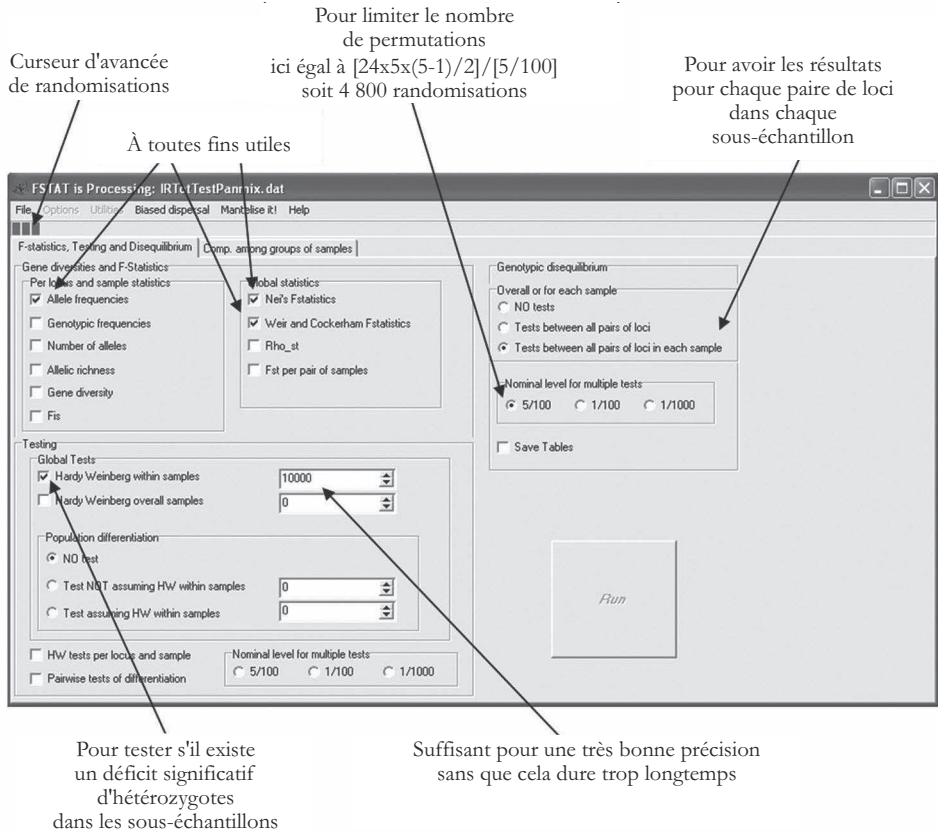 Pour limiter le nombre
de permutations
ici égal à [24x5x(5-1)/2]/[5/100]
soit 4 800 randomisations
Curseur d'avancée
de randomisations
Pour avoir les résultats
pour chaque paire de loci
dans chaque
sous-échantillon
À toutes fins utiles
FSTAT is Processing: IRTotTestPanmix.dat
File Options Utilities Biased dispersal Mantelise it! Help
F-statistics, Testing and Disequilibrium Comp. among groups of samples
Gene diversities and F-Statistics
Per locus and sample statistics
Allele frequencies
Genotypic frequencies
Number of alleles
Allelic richness
Gene diversity
Fis
Global statistics
Nei's Fstatistics
Weir and Cockerham Fstatistics
Rho_st
Fst per pair of samples
Genotypic disequilibrium
Overall or for each sample
NO tests
Tests between all pairs of loci
Tests between all pairs of loci in each sample
Nominal level for multiple tests
5/100 1/100 1/1000
Save Tables
Testing
Global Tests
Hardy Weinberg within samples 10000
Hardy Weinberg overall samples 0
Population differentiation
NO test
Test NOT assuming HW within samples 0
Test assuming HW within samples 0
HW tests per locus and sample
Pairwise tests of differentiation
Nominal level for multiple tests
5/100 1/100 1/1000
Run
Pour tester s'il existe
un déficit significatif
d'hétérozygotes
dans les sous-échantillons
Suffisant pour une très bonne précision
sans que cela dure trop longtemps